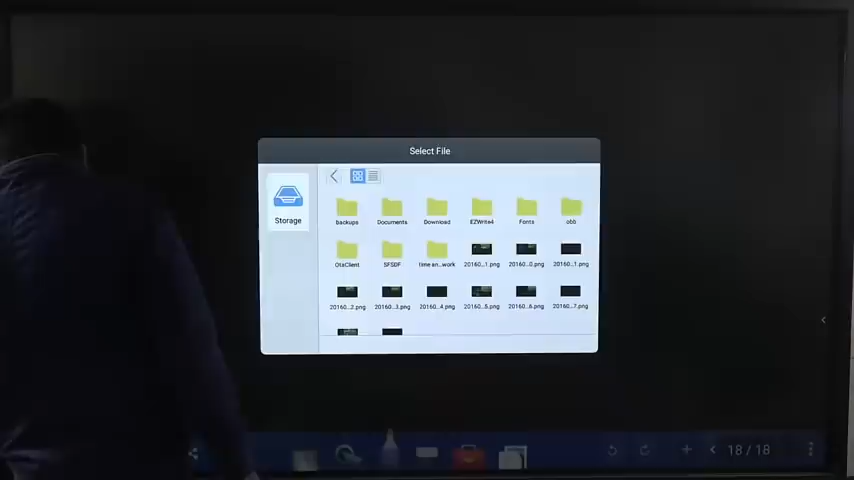 Select File
Storage
backups Documents Download EZWrite4 Fonts obb
OtaClient SFSDF time an...work 20160...1.png 20160...0.png 20160...1.png
20160...2.png 20160...3.png 20160...4.png 20160...5.png 20160...6.png 20160...7.png
18/18